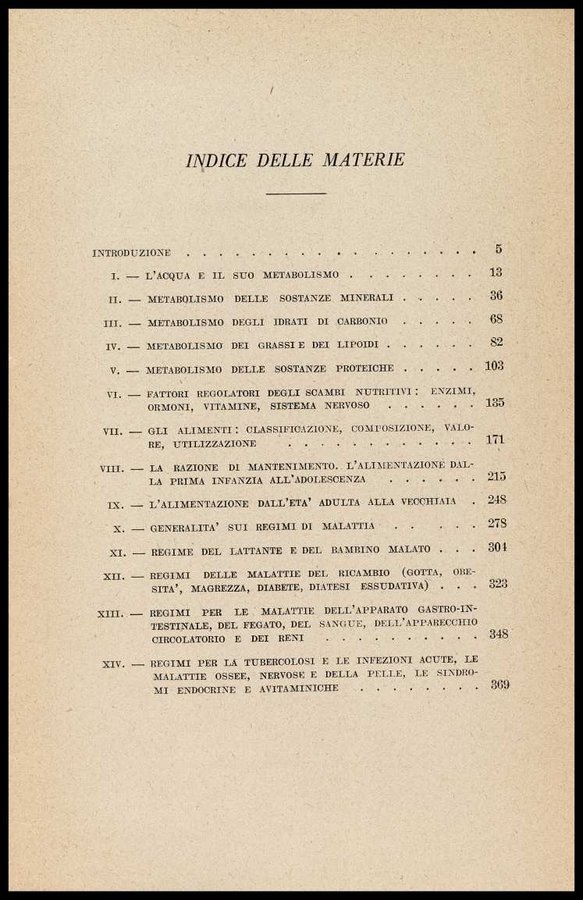 INDICE DELLE MATERIE
INTRODUZIONE . . . . . . . . . . . . . . . . . . 5
I. — L'ACQUA E IL SUO METABOLISMO . . . . . . . . 13
II. — METABOLISMO DELLE SOSTANZE MINERALI . . . . . 36
III. — METABOLISMO DEGLI IDRATI DI CARBONIO . . . . . 68
IV. — METABOLISMO DEI GRASSI E DEI LIPOIDI . . . . . . 82
V. — METABOLISMO DELLE SOSTANZE PROTEICHE . . . . . 103
VI. — FATTORI REGOLATORI DEGLI SCAMBI NUTRITIVI : ENZIMI,
ORMONI, VITAMINE, SISTEMA NERVOSO . . . . . . 135
VII. — GLI ALIMENTI : CLASSIFICAZIONE, COMPOSIZIONE, VALO-
RE, UTILIZZAZIONE . . . . . . . . . . 171
VIII. — LA RAZIONE DI MANTENIMENTO. L'ALIMENTAZIONE DAL-
LA PRIMA INFANZIA ALL'ADOLESCENZA . . . . . . 215
IX. — L'ALIMENTAZIONE DALL'ETA' ADULTA ALLA VECCHIAIA . 248
X. — GENERALITA' SUI REGIMI DI MALATTIA . . . . . 278
XI. — REGIME DEL LATTANTE E DEL BAMBINO MALATO . . . 304
XII. — REGIMI DELLE MALATTIE DEL RICAMBIO (GOTTA, OBE-
SITA', MAGREZZA, DIABETE, DIATESI ESSUDATIVA) . . . 323
XIII. — REGIMI PER LE MALATTIE DELL'APPARATO GASTRO-IN-
TESTINALE, DEL FEGATO, DEL SANGUE, DELL'APPARECCHIO
CIRCOLATORIO E DEI RENI . . . . . . . . . . 348
XIV. — REGIMI PER LA TUBERCOLOSI E LE INFEZIONI ACUTE, LE
MALATTIE OSSEE, NERVOSE E DELLA PELLE, LE SINDRO-
MI ENDOCRINE E AVITAMINICHE . . . . . . . . 369